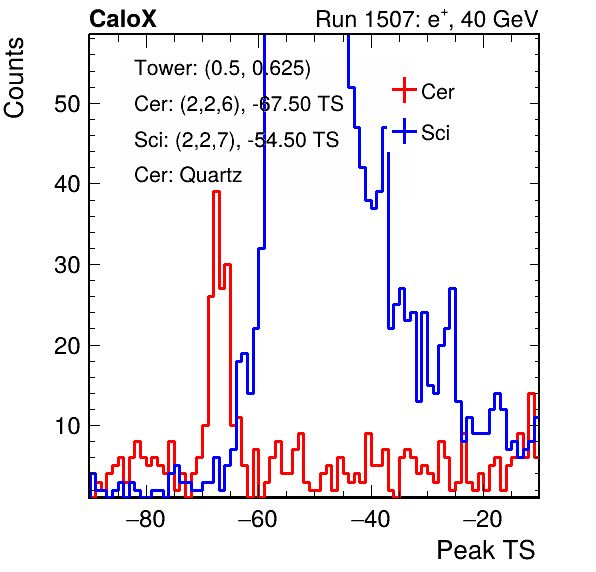 CaloX Run 1507: e⁺, 40 GeV
Counts
Tower: (0.5, 0.625)
Cer: (2,2,6), -67.50 TS
Sci: (2,2,7), -54.50 TS
Cer: Quartz
Cer
Sci
50
40
30
20
10
−80 −60 −40 −20
Peak TS